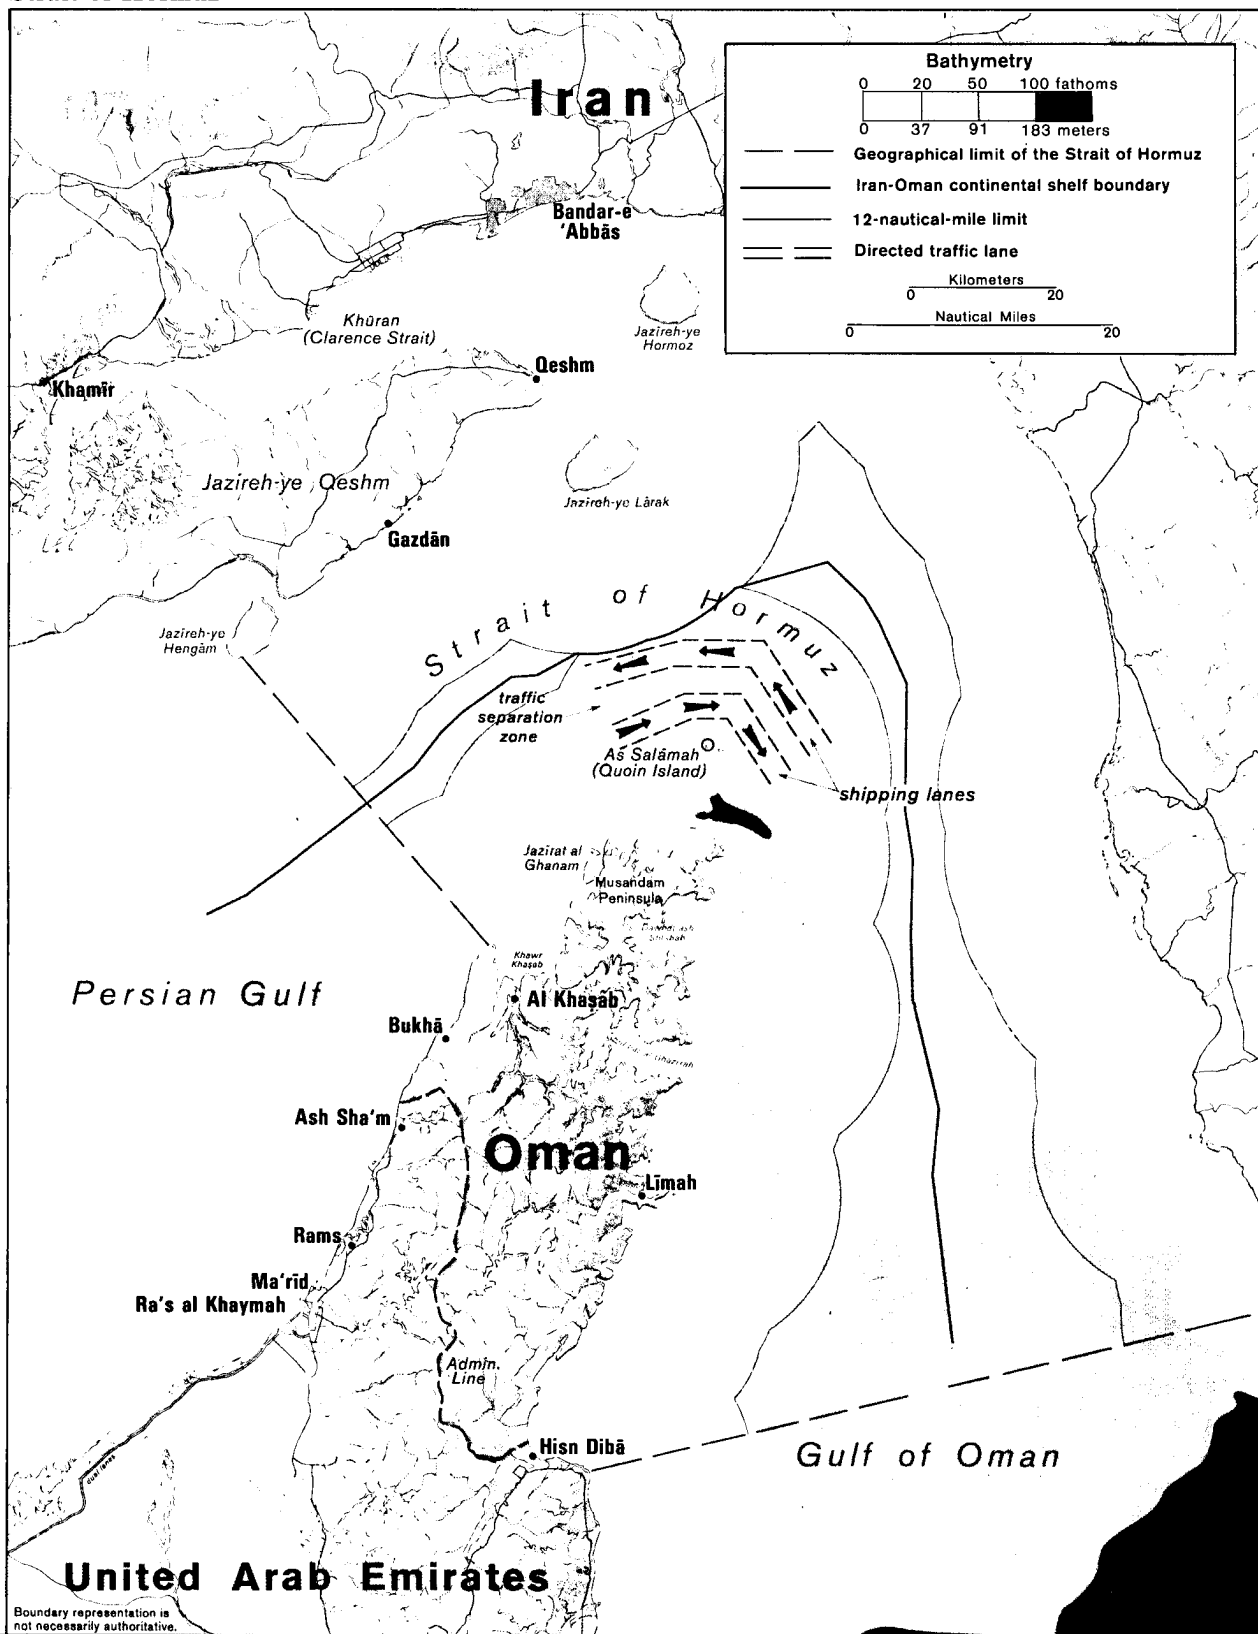 Iran
Bathymetry
0 20 50 100 fathoms
0 37 91 183 meters
Geographical limit of the Strait of Hormuz
Iran-Oman continental shelf boundary
12-nautical-mile limit
Directed traffic lane
Kilometers
0 20
Nautical Miles
0 20
Bandar-e
'Abbās
Khūran
(Clarence Strait)
Jazīreh-ye
Hormoz
Qeshm
Khamīr
Jazīreh-ye Qeshm
Jazīreh-ye Lārak
Gazdān
Strait of Hormuz
Jazīreh-ye
Hengām
traffic
separation
zone
As Salāmah
(Quoin Island)
shipping lanes
Jazīrat al
Ghanam
Musandam
Peninsula
Khawr
Khaşab
Persian Gulf
Al Khaşāb
Bukhā
Ash Sha'm
Oman
Līmah
Rams
Ma'rīd
Ra's al Khaymah
Admin.
Line
Hisn Dibā
Gulf of Oman
dual lanes
United Arab Emirates
Boundary representation is
not necessarily authoritative.